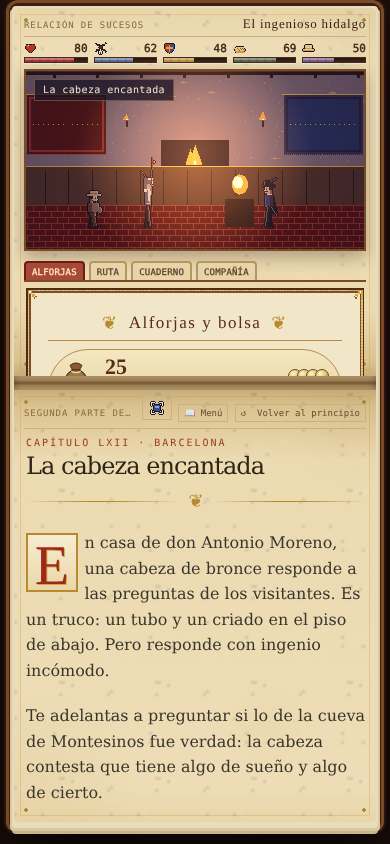 RELACIÓN DE SUCESOS
El ingenioso hidalgo
80 62 48 69 50
La cabeza encantada
ALFORJAS RUTA CUADERNO COMPAÑÍA
Alforjas y bolsa
25
SEGUNDA PARTE DE… 📖 Menú ↺ Volver al principio
CAPÍTULO LXII · BARCELONA
La cabeza encantada
En casa de don Antonio Moreno,
una cabeza de bronce responde a
las preguntas de los visitantes. Es
un truco: un tubo y un criado en el piso
de abajo. Pero responde con ingenio
incómodo.
Te adelantas a preguntar si lo de la cueva
de Montesinos fue verdad: la cabeza
contesta que tiene algo de sueño y algo
de cierto.